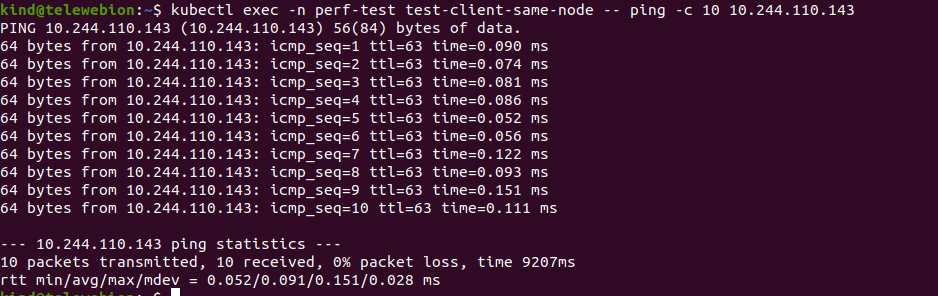 kind@telewebion:~$ kubectl exec -n perf-test test-client-same-node -- ping -c 10 10.244.110.143
PING 10.244.110.143 (10.244.110.143) 56(84) bytes of data.
64 bytes from 10.244.110.143: icmp_seq=1 ttl=63 time=0.090 ms
64 bytes from 10.244.110.143: icmp_seq=2 ttl=63 time=0.074 ms
64 bytes from 10.244.110.143: icmp_seq=3 ttl=63 time=0.081 ms
64 bytes from 10.244.110.143: icmp_seq=4 ttl=63 time=0.086 ms
64 bytes from 10.244.110.143: icmp_seq=5 ttl=63 time=0.052 ms
64 bytes from 10.244.110.143: icmp_seq=6 ttl=63 time=0.056 ms
64 bytes from 10.244.110.143: icmp_seq=7 ttl=63 time=0.122 ms
64 bytes from 10.244.110.143: icmp_seq=8 ttl=63 time=0.093 ms
64 bytes from 10.244.110.143: icmp_seq=9 ttl=63 time=0.151 ms
64 bytes from 10.244.110.143: icmp_seq=10 ttl=63 time=0.111 ms
--- 10.244.110.143 ping statistics ---
10 packets transmitted, 10 received, 0% packet loss, time 9207ms
rtt min/avg/max/mdev = 0.052/0.091/0.151/0.028 ms
kind@telewebion:~$